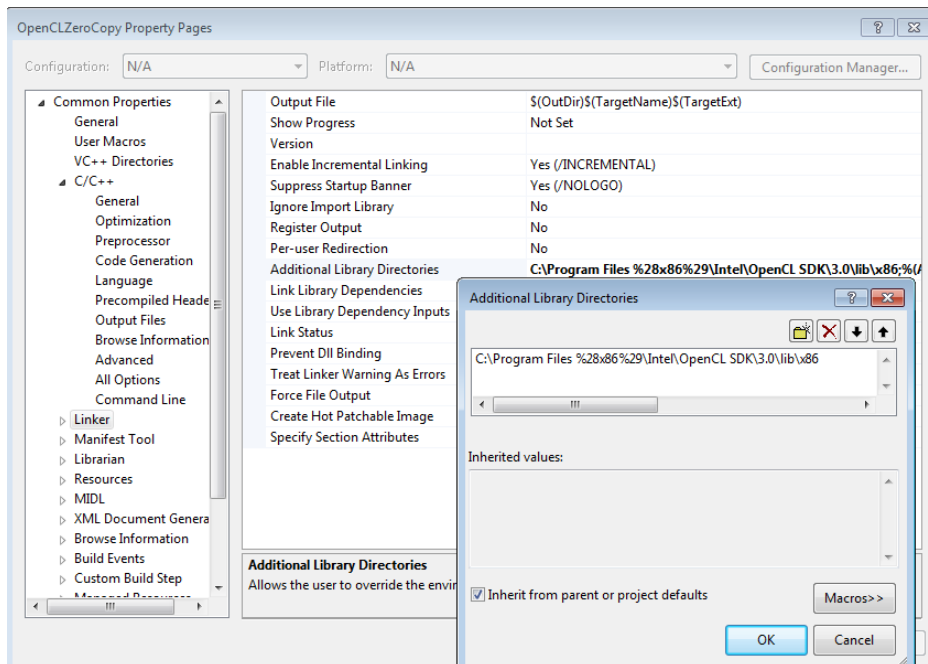 OpenCLZeroCopy Property Pages
Configuration: N/A Platform: N/A Configuration Manager...
Common Properties
General
User Macros
VC++ Directories
C/C++
General
Optimization
Preprocessor
Code Generation
Language
Precompiled Heade
Output Files
Browse Information
Advanced
All Options
Command Line
Linker
Manifest Tool
Librarian
Resources
MIDL
XML Document Genera
Browse Information
Build Events
Custom Build Step
Output File $(OutDir)$(TargetName)$(TargetExt)
Show Progress Not Set
Version
Enable Incremental Linking Yes (/INCREMENTAL)
Suppress Startup Banner Yes (/NOLOGO)
Ignore Import Library No
Register Output No
Per-user Redirection No
Additional Library Directories C:\Program Files %28x86%29\Intel\OpenCL SDK\3.0\lib\x86;%(A
Link Library Dependencies
Use Library Dependency Inputs
Link Status
Prevent Dll Binding
Treat Linker Warning As Errors
Force File Output
Create Hot Patchable Image
Specify Section Attributes
Additional Library Directories
Allows the user to override the envir
Additional Library Directories
C:\Program Files %28x86%29\Intel\OpenCL SDK\3.0\lib\x86
Inherited values:
Inherit from parent or project defaults
Macros>>
OK Cancel